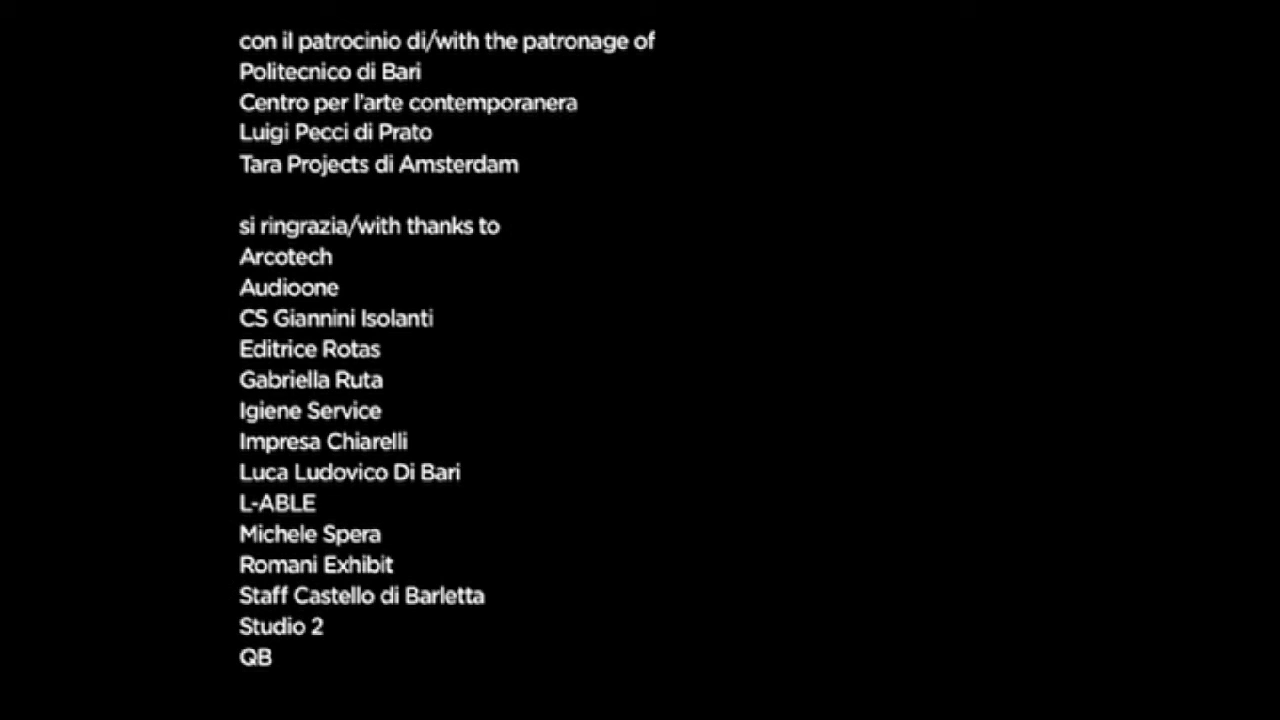 con il patrocinio di/with the patronage of
Politecnico di Bari
Centro per l'arte contemporanera
Luigi Pecci di Prato
Tara Projects di Amsterdam
si ringrazia/with thanks to
Arcotech
Audioone
CS Giannini Isolanti
Editrice Rotas
Gabriella Ruta
Igiene Service
Impresa Chiarelli
Luca Ludovico Di Bari
L-ABLE
Michele Spera
Romani Exhibit
Staff Castello di Barletta
Studio 2
QB